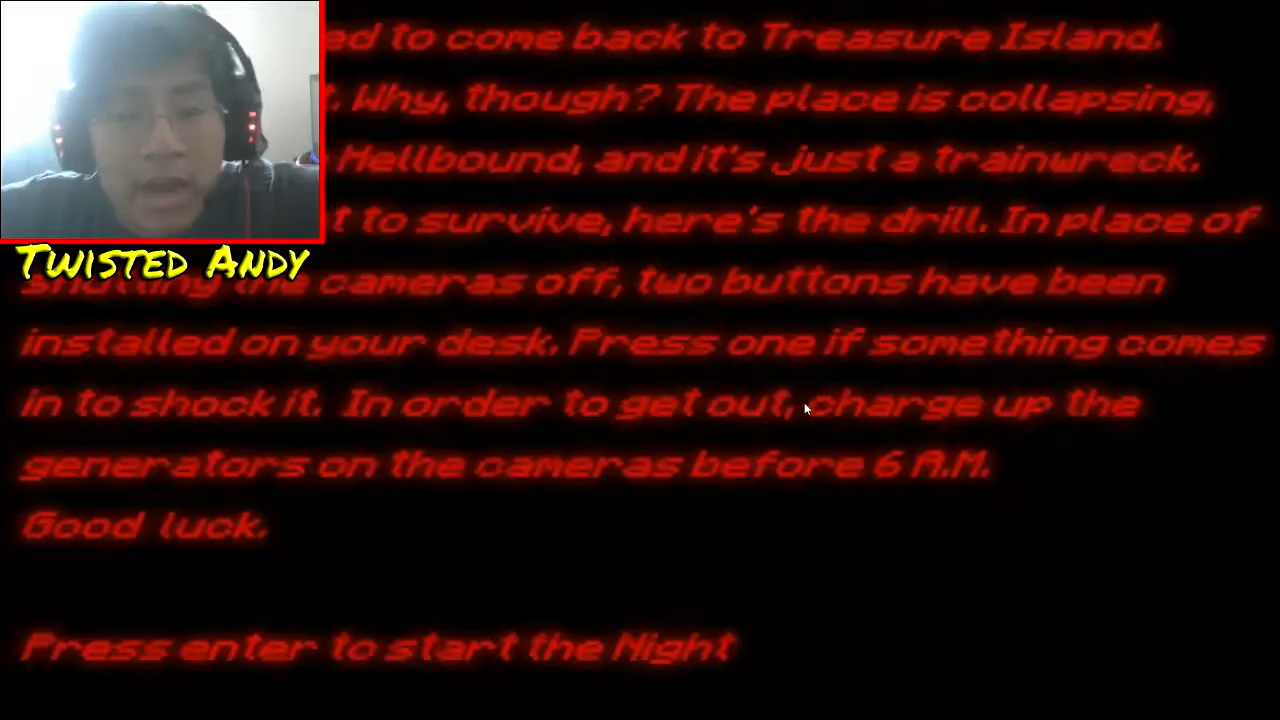 ed to come back to Treasure Island.
. Why, though? The place is collapsing,
Hellbound, and it's just a trainwreck.
t to survive, here's the drill. In place of
Twisted Andy
shutting the cameras off, two buttons have been
installed on your desk. Press one if something comes
in to shock it. In order to get out, charge up the
generators on the cameras before 6 A.M.
Good luck.
Press enter to start the Night